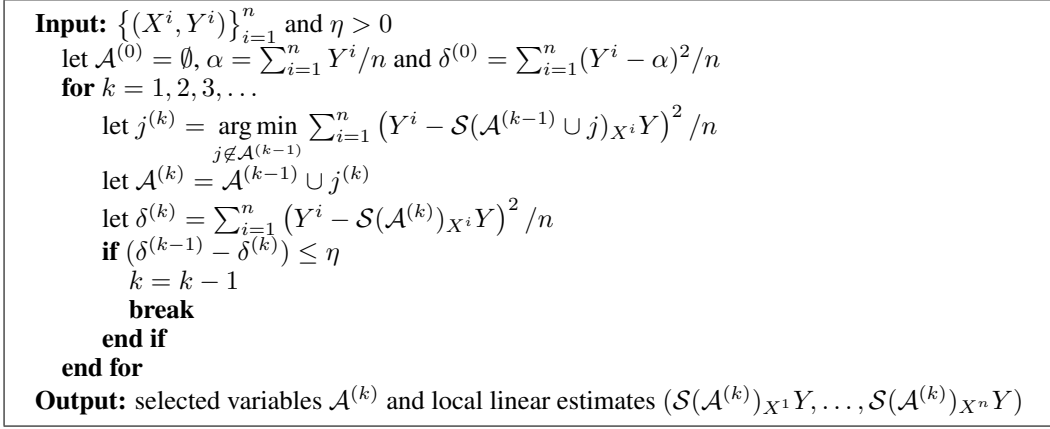 Input: {(X^i, Y^i)}_{i=1}^n and η > 0
let 𝒜^(0) = ∅, α = ∑_{i=1}^n Y^i/n and δ^(0) = ∑_{i=1}^n (Y^i − α)^2/n
for k = 1, 2, 3, . . .
let j^(k) = arg min_{j∉𝒜^(k−1)} ∑_{i=1}^n (Y^i − 𝒮(𝒜^(k−1) ∪ j)_{X^i} Y)^2 /n
let 𝒜^(k) = 𝒜^(k−1) ∪ j^(k)
let δ^(k) = ∑_{i=1}^n (Y^i − 𝒮(𝒜^(k))_{X^i} Y)^2 /n
if (δ^(k−1) − δ^(k)) ≤ η
k = k − 1
break
end if
end for
Output: selected variables 𝒜^(k) and local linear estimates (𝒮(𝒜^(k))_{X^1} Y, . . . , 𝒮(𝒜^(k))_{X^n} Y)